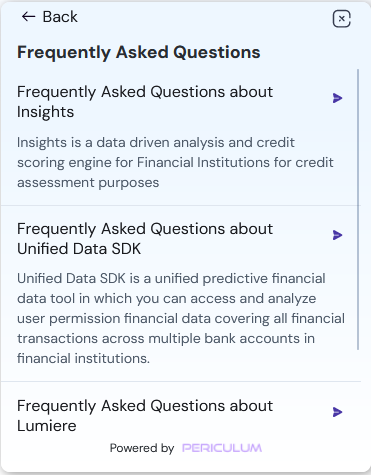 Back
Frequently Asked Questions
Frequently Asked Questions about
Insights
Insights is a data driven analysis and credit
scoring engine for Financial Institutions for credit
assessment purposes
Frequently Asked Questions about
Unified Data SDK
Unified Data SDK is a unified predictive financial
data tool in which you can access and analyze
user permission financial data covering all financial
transactions across multiple bank accounts in
financial institutions.
Frequently Asked Questions about
Lumiere
Powered by PERICULUM